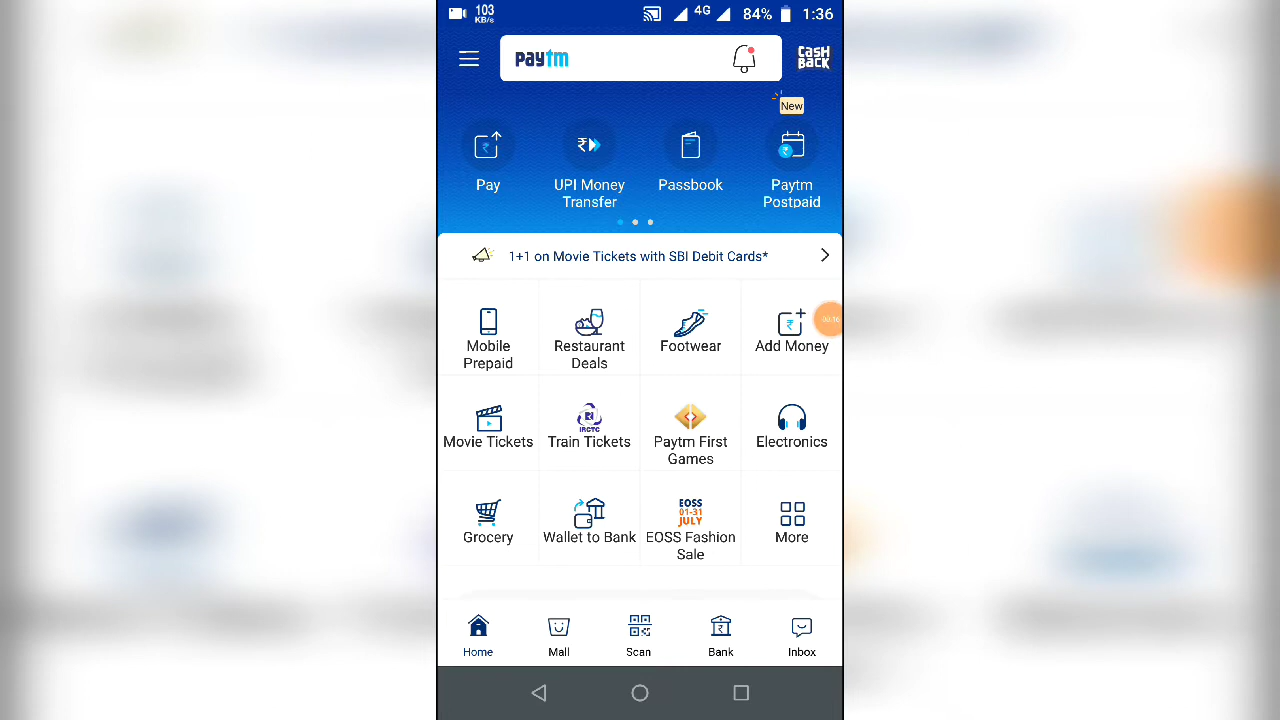 103
KB/s
4G
84%
1:36
paytm
CASH
BACK
New
Pay
UPI Money
Transfer
Passbook
Paytm
Postpaid
1+1 on Movie Tickets with SBI Debit Cards*
Mobile
Prepaid
Restaurant
Deals
Footwear
Add Money
Movie Tickets
IRCTC
Train Tickets
Paytm First
Games
Electronics
Grocery
Wallet to Bank
EOSS
01-31
JULY
EOSS Fashion
Sale
More
Home
Mall
Scan
Bank
Inbox